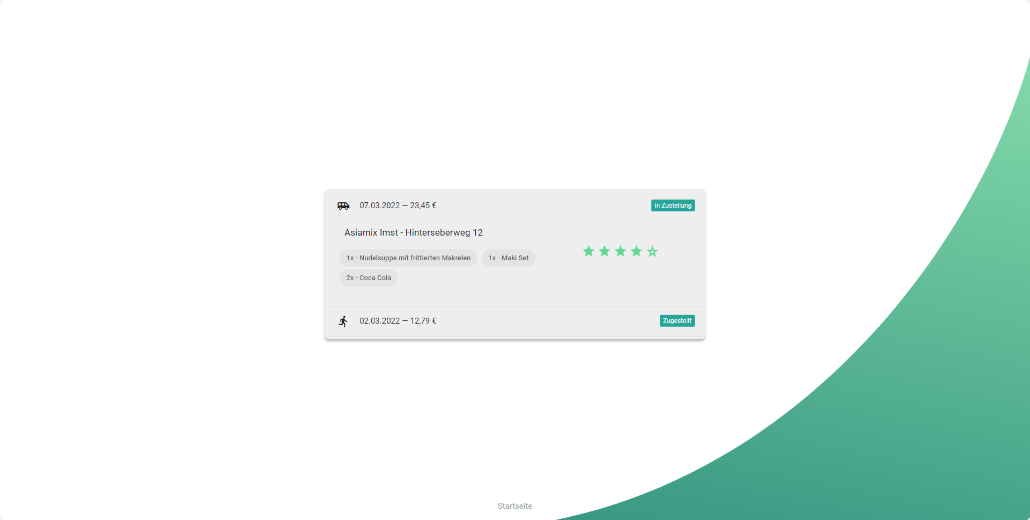 07.03.2022 — 23,45 €
in Zustellung
Asiamix Imst - Hinterseberweg 12
1x - Nudelsuppe mit frittierten Makrelen
1x - Maki Set
2x - Coca Cola
02.03.2022 — 12,79 €
Zugestellt
Startseite